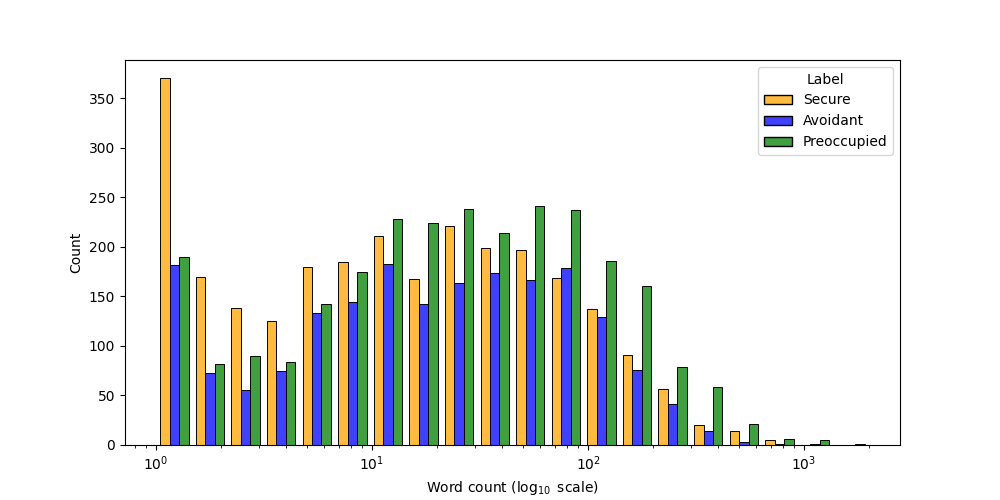 Label
Secure
Avoidant
Preoccupied
350
300
250
200
150
100
50
0
Count
10⁰ 10¹ 10² 10³
Word count (log₁₀ scale)